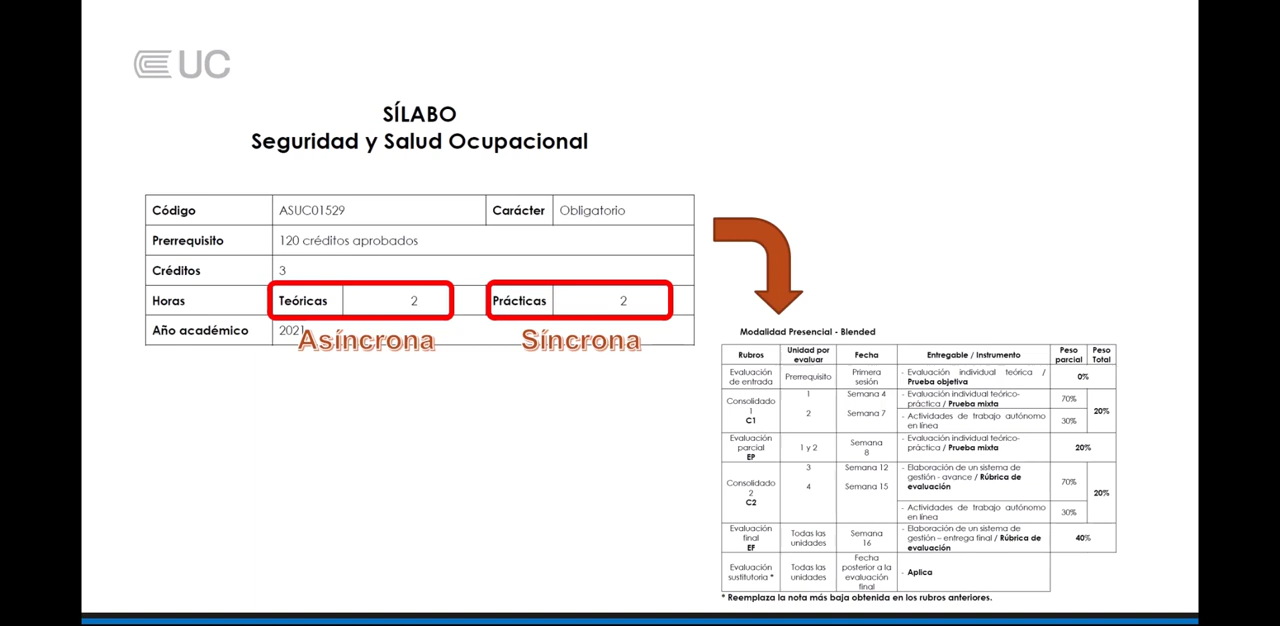 UC
SÍLABO
Seguridad y Salud Ocupacional
Código ASUC01529 Carácter Obligatorio
Prerrequisito 120 créditos aprobados
Créditos 3
Horas Teóricas 2 Prácticas 2
Año académico 2021
Asíncrona Síncrona
Modalidad Presencial - Blended
Rubros Unidad por evaluar Fecha Entregable / Instrumento Peso parcial Peso Total
Evaluación de entrada Prerrequisito Primera sesión - Evaluación individual teórica / Prueba objetiva 0%
Consolidado 1 C1 1 Semana 4 - Evaluación individual teórico-práctica / Prueba mixta 70% 20%
2 Semana 7 - Actividades de trabajo autónomo en línea 30%
Evaluación parcial EP 1 y 2 Semana 8 - Evaluación individual teórico-práctica / Prueba mixta 20%
Consolidado 2 C2 3 Semana 12 - Elaboración de un sistema de gestión - avance / Rúbrica de evaluación 70% 20%
4 Semana 15 - Actividades de trabajo autónomo en línea 30%
Evaluación final EF Todas las unidades Semana 16 - Elaboración de un sistema de gestión – entrega final / Rúbrica de evaluación 40%
Evaluación sustitutoria * Todas las unidades Fecha posterior a la evaluación final - Aplica
* Reemplaza la nota más baja obtenida en los rubros anteriores.